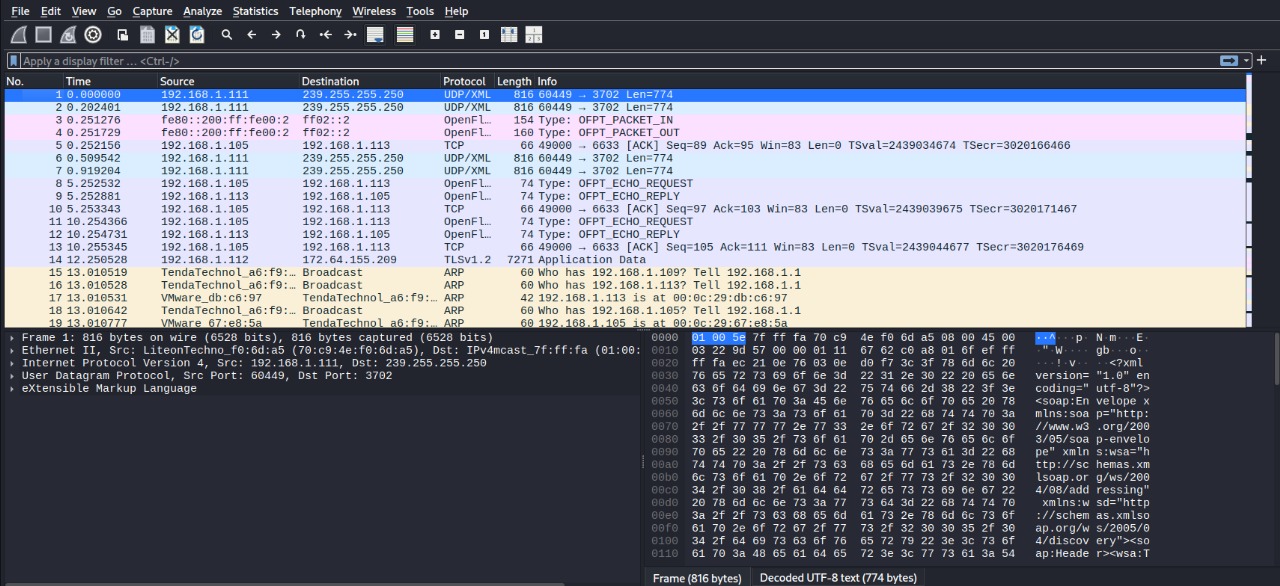 File Edit View Go Capture Analyze Statistics Telephony Wireless Tools Help
Apply a display filter ... <Ctrl-/>
No. Time Source Destination Protocol Length Info
1 0.000000 192.168.1.111 239.255.255.250 UDP/XML 816 60449 → 3702 Len=774
2 0.202401 192.168.1.111 239.255.255.250 UDP/XML 816 60449 → 3702 Len=774
3 0.251276 fe80::200:ff:fe00:2 ff02::2 OpenFl… 154 Type: OFPT_PACKET_IN
4 0.251729 fe80::200:ff:fe00:2 ff02::2 OpenFl… 160 Type: OFPT_PACKET_OUT
5 0.252156 192.168.1.105 192.168.1.113 TCP 66 49000 → 6633 [ACK] Seq=89 Ack=95 Win=83 Len=0 TSval=2439034674 TSecr=3020166466
6 0.509542 192.168.1.111 239.255.255.250 UDP/XML 816 60449 → 3702 Len=774
7 0.919204 192.168.1.111 239.255.255.250 UDP/XML 816 60449 → 3702 Len=774
8 5.252532 192.168.1.105 192.168.1.113 OpenFl… 74 Type: OFPT_ECHO_REQUEST
9 5.252881 192.168.1.113 192.168.1.105 OpenFl… 74 Type: OFPT_ECHO_REPLY
10 5.253343 192.168.1.105 192.168.1.113 TCP 66 49000 → 6633 [ACK] Seq=97 Ack=103 Win=83 Len=0 TSval=2439039675 TSecr=3020171467
11 10.254366 192.168.1.105 192.168.1.113 OpenFl… 74 Type: OFPT_ECHO_REQUEST
12 10.254731 192.168.1.113 192.168.1.105 OpenFl… 74 Type: OFPT_ECHO_REPLY
13 10.255345 192.168.1.105 192.168.1.113 TCP 66 49000 → 6633 [ACK] Seq=105 Ack=111 Win=83 Len=0 TSval=2439044677 TSecr=3020176469
14 12.250528 192.168.1.112 172.64.155.209 TLSv1.2 7271 Application Data
15 13.010519 TendaTechnol_a6:f9:… Broadcast ARP 60 Who has 192.168.1.109? Tell 192.168.1.1
16 13.010528 TendaTechnol_a6:f9:… Broadcast ARP 60 Who has 192.168.1.113? Tell 192.168.1.1
17 13.010531 VMware_db:c6:97 TendaTechnol_a6:f9:… ARP 42 192.168.1.113 is at 00:0c:29:db:c6:97
18 13.010642 TendaTechnol_a6:f9:… Broadcast ARP 60 Who has 192.168.1.105? Tell 192.168.1.1
19 13.010777 VMware_67:e8:5a TendaTechnol_a6:f9:… ARP 60 192.168.1.105 is at 00:0c:29:67:e8:5a
Frame 1: 816 bytes on wire (6528 bits), 816 bytes captured (6528 bits)
Ethernet II, Src: LiteonTechno_f0:6d:a5 (70:c9:4e:f0:6d:a5), Dst: IPv4mcast_7f:ff:fa (01:00:
Internet Protocol Version 4, Src: 192.168.1.111, Dst: 239.255.255.250
User Datagram Protocol, Src Port: 60449, Dst Port: 3702
eXtensible Markup Language
0000 01 00 5e 7f ff fa 70 c9 4e f0 6d a5 08 00 45 00 ··^···p· N·m···E·
0010 03 22 9d 57 00 00 01 11 67 62 c0 a8 01 6f ef ff ·"·W···· gb···o··
0020 ff fa ec 21 0e 76 03 0e d0 f7 3c 3f 78 6d 6c 20 ···!·v·· ··<?xml
0030 76 65 72 73 69 6f 6e 3d 22 31 2e 30 22 20 65 6e version= "1.0" en
0040 63 6f 64 69 6e 67 3d 22 75 74 66 2d 38 22 3f 3e coding=" utf-8"?>
0050 3c 73 6f 61 70 3a 45 6e 76 65 6c 6f 70 65 20 78 <soap:En velope x
0060 6d 6c 6e 73 3a 73 6f 61 70 3d 22 68 74 74 70 3a mlns:soa p="http:
0070 2f 2f 77 77 77 2e 77 33 2e 6f 72 67 2f 32 30 30 //www.w3 .org/200
0080 33 2f 30 35 2f 73 6f 61 70 2d 65 6e 76 65 6c 6f 3/05/soa p-envelo
0090 70 65 22 20 78 6d 6c 6e 73 3a 77 73 61 3d 22 68 pe" xmln s:wsa="h
00a0 74 74 70 3a 2f 2f 73 63 68 65 6d 61 73 2e 78 6d ttp://sc hemas.xm
00b0 6c 73 6f 61 70 2e 6f 72 67 2f 77 73 2f 32 30 30 lsoap.or g/ws/200
00c0 34 2f 30 38 2f 61 64 64 72 65 73 73 69 6e 67 22 4/08/add ressing"
00d0 20 78 6d 6c 6e 73 3a 77 73 64 3d 22 68 74 74 70 xmlns:w sd="http
00e0 3a 2f 2f 73 63 68 65 6d 61 73 2e 78 6d 6c 73 6f ://schem as.xmlso
00f0 61 70 2e 6f 72 67 2f 77 73 2f 32 30 30 35 2f 30 ap.org/w s/2005/0
0100 34 2f 64 69 73 63 6f 76 65 72 79 22 3e 3c 73 6f 4/discov ery"><so
0110 61 70 3a 48 65 61 64 65 72 3e 3c 77 73 61 3a 54 ap:Heade r><wsa:T
Frame (816 bytes) Decoded UTF-8 text (774 bytes)